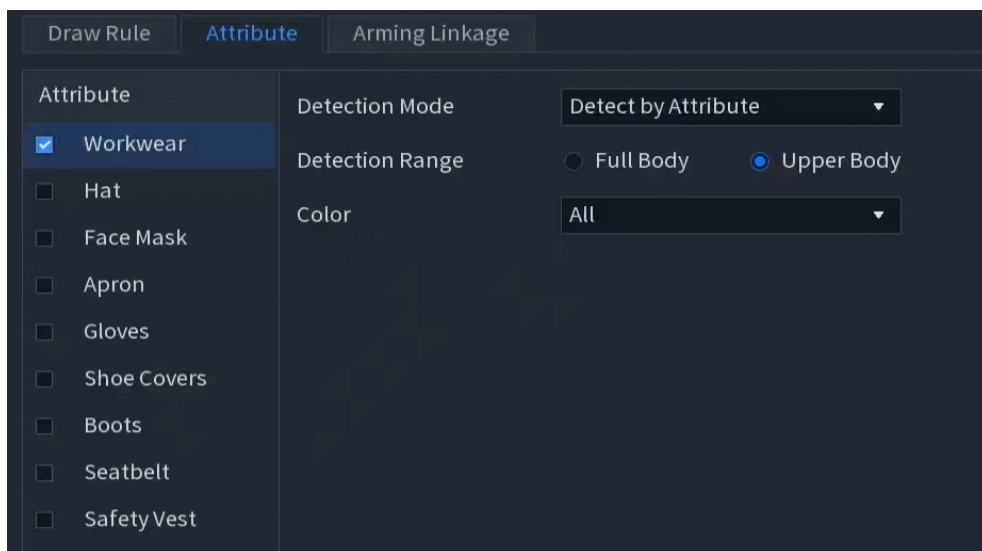 Draw Rule Attribute Arming Linkage
Attribute
Workwear
Hat
Face Mask
Apron
Gloves
Shoe Covers
Boots
Seatbelt
Safety Vest
Detection Mode Detect by Attribute
Detection Range Full Body Upper Body
Color All